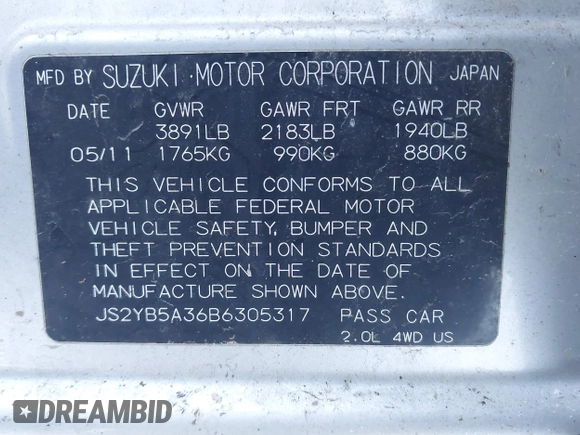 MFD BY SUZUKI MOTOR CORPORATION JAPAN
DATE GVWR GAWR FRT GAWR RR
3891LB 2183LB 1940LB
05/11 1765KG 990KG 880KG
THIS VEHICLE CONFORMS TO ALL
APPLICABLE FEDERAL MOTOR
VEHICLE SAFETY, BUMPER AND
THEFT PREVENTION STANDARDS
IN EFFECT ON THE DATE OF
MANUFACTURE SHOWN ABOVE.
JS2YB5A36B6305317 PASS CAR
2.0L 4WD US
DREAMBID